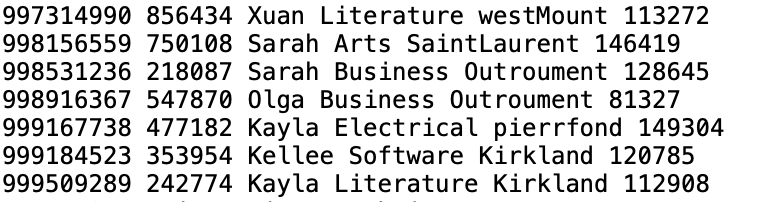 997314990 856434 Xuan Literature westMount 113272
998156559 750108 Sarah Arts SaintLaurent 146419
998531236 218087 Sarah Business Outroument 128645
998916367 547870 Olga Business Outroument 81327
999167738 477182 Kayla Electrical pierrfond 149304
999184523 353954 Kellee Software Kirkland 120785
999509289 242774 Kayla Literature Kirkland 112908